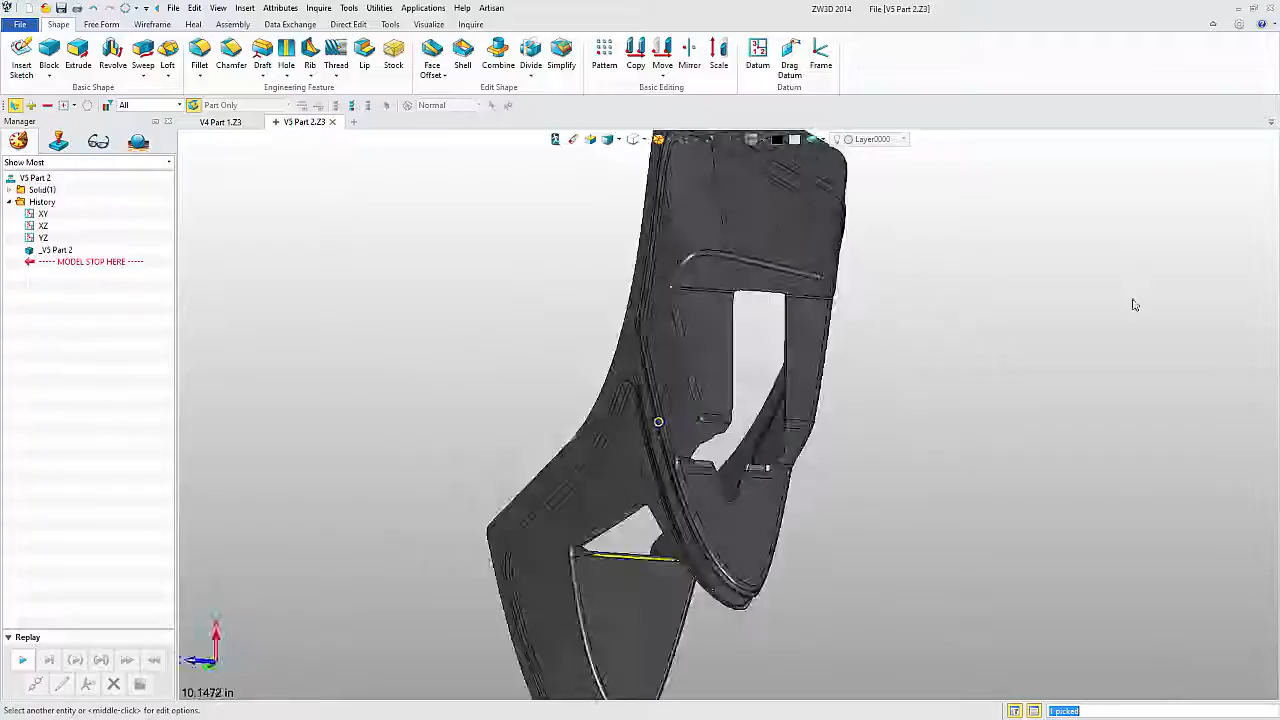 File Edit View Insert Attributes Inquire Tools Utilities Applications Help Artisan ZW3D 2014 File [V5 Part 2.Z3]
File Shape Free Form Wireframe Heal Assembly Data Exchange Direct Edit Tools Visualize Inquire
Insert Sketch Block Extrude Revolve Sweep Loft Fillet Chamfer Draft Hole Rib Thread Lip Stock Face Offset Shell Combine Divide Simplify Pattern Copy Move Mirror Scale Datum Drag Datum Frame
Basic Shape Engineering Feature Edit Shape Basic Editing Datum
All Part Only Normal
Manager V4 Part 1.Z3 V5 Part 2.Z3
Layer0000
Show Most
V5 Part 2
Solid(1)
History
XY
XZ
YZ
_V5 Part 2
----- MODEL STOP HERE -----
Replay
10.1472 in
Select another entity or <middle-click> for edit options. 1 picked